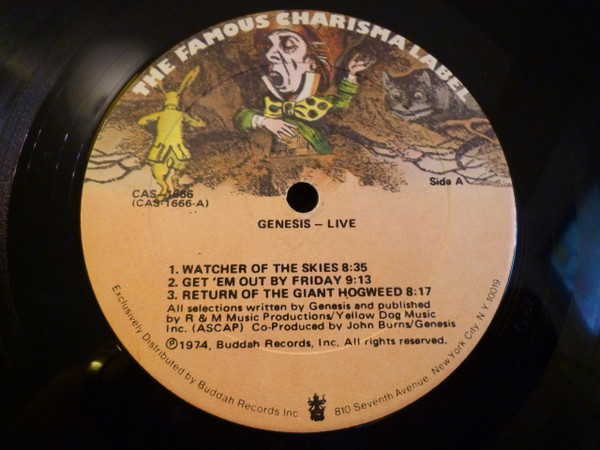 THE FAMOUS CHARISMA LABEL
CAS-1666
(CAS-1666-A)
Side A
GENESIS – LIVE
1. WATCHER OF THE SKIES 8:35
2. GET 'EM OUT BY FRIDAY 9:13
3. RETURN OF THE GIANT HOGWEED 8:17
All selections written by Genesis and published
by R & M Music Productions/Yellow Dog Music
Inc. (ASCAP) Co-Produced by John Burns/Genesis
℗1974, Buddah Records, Inc. All rights reserved.
Exclusively Distributed by Buddah Records Inc
810 Seventh Avenue, New York City, N.Y. 10019